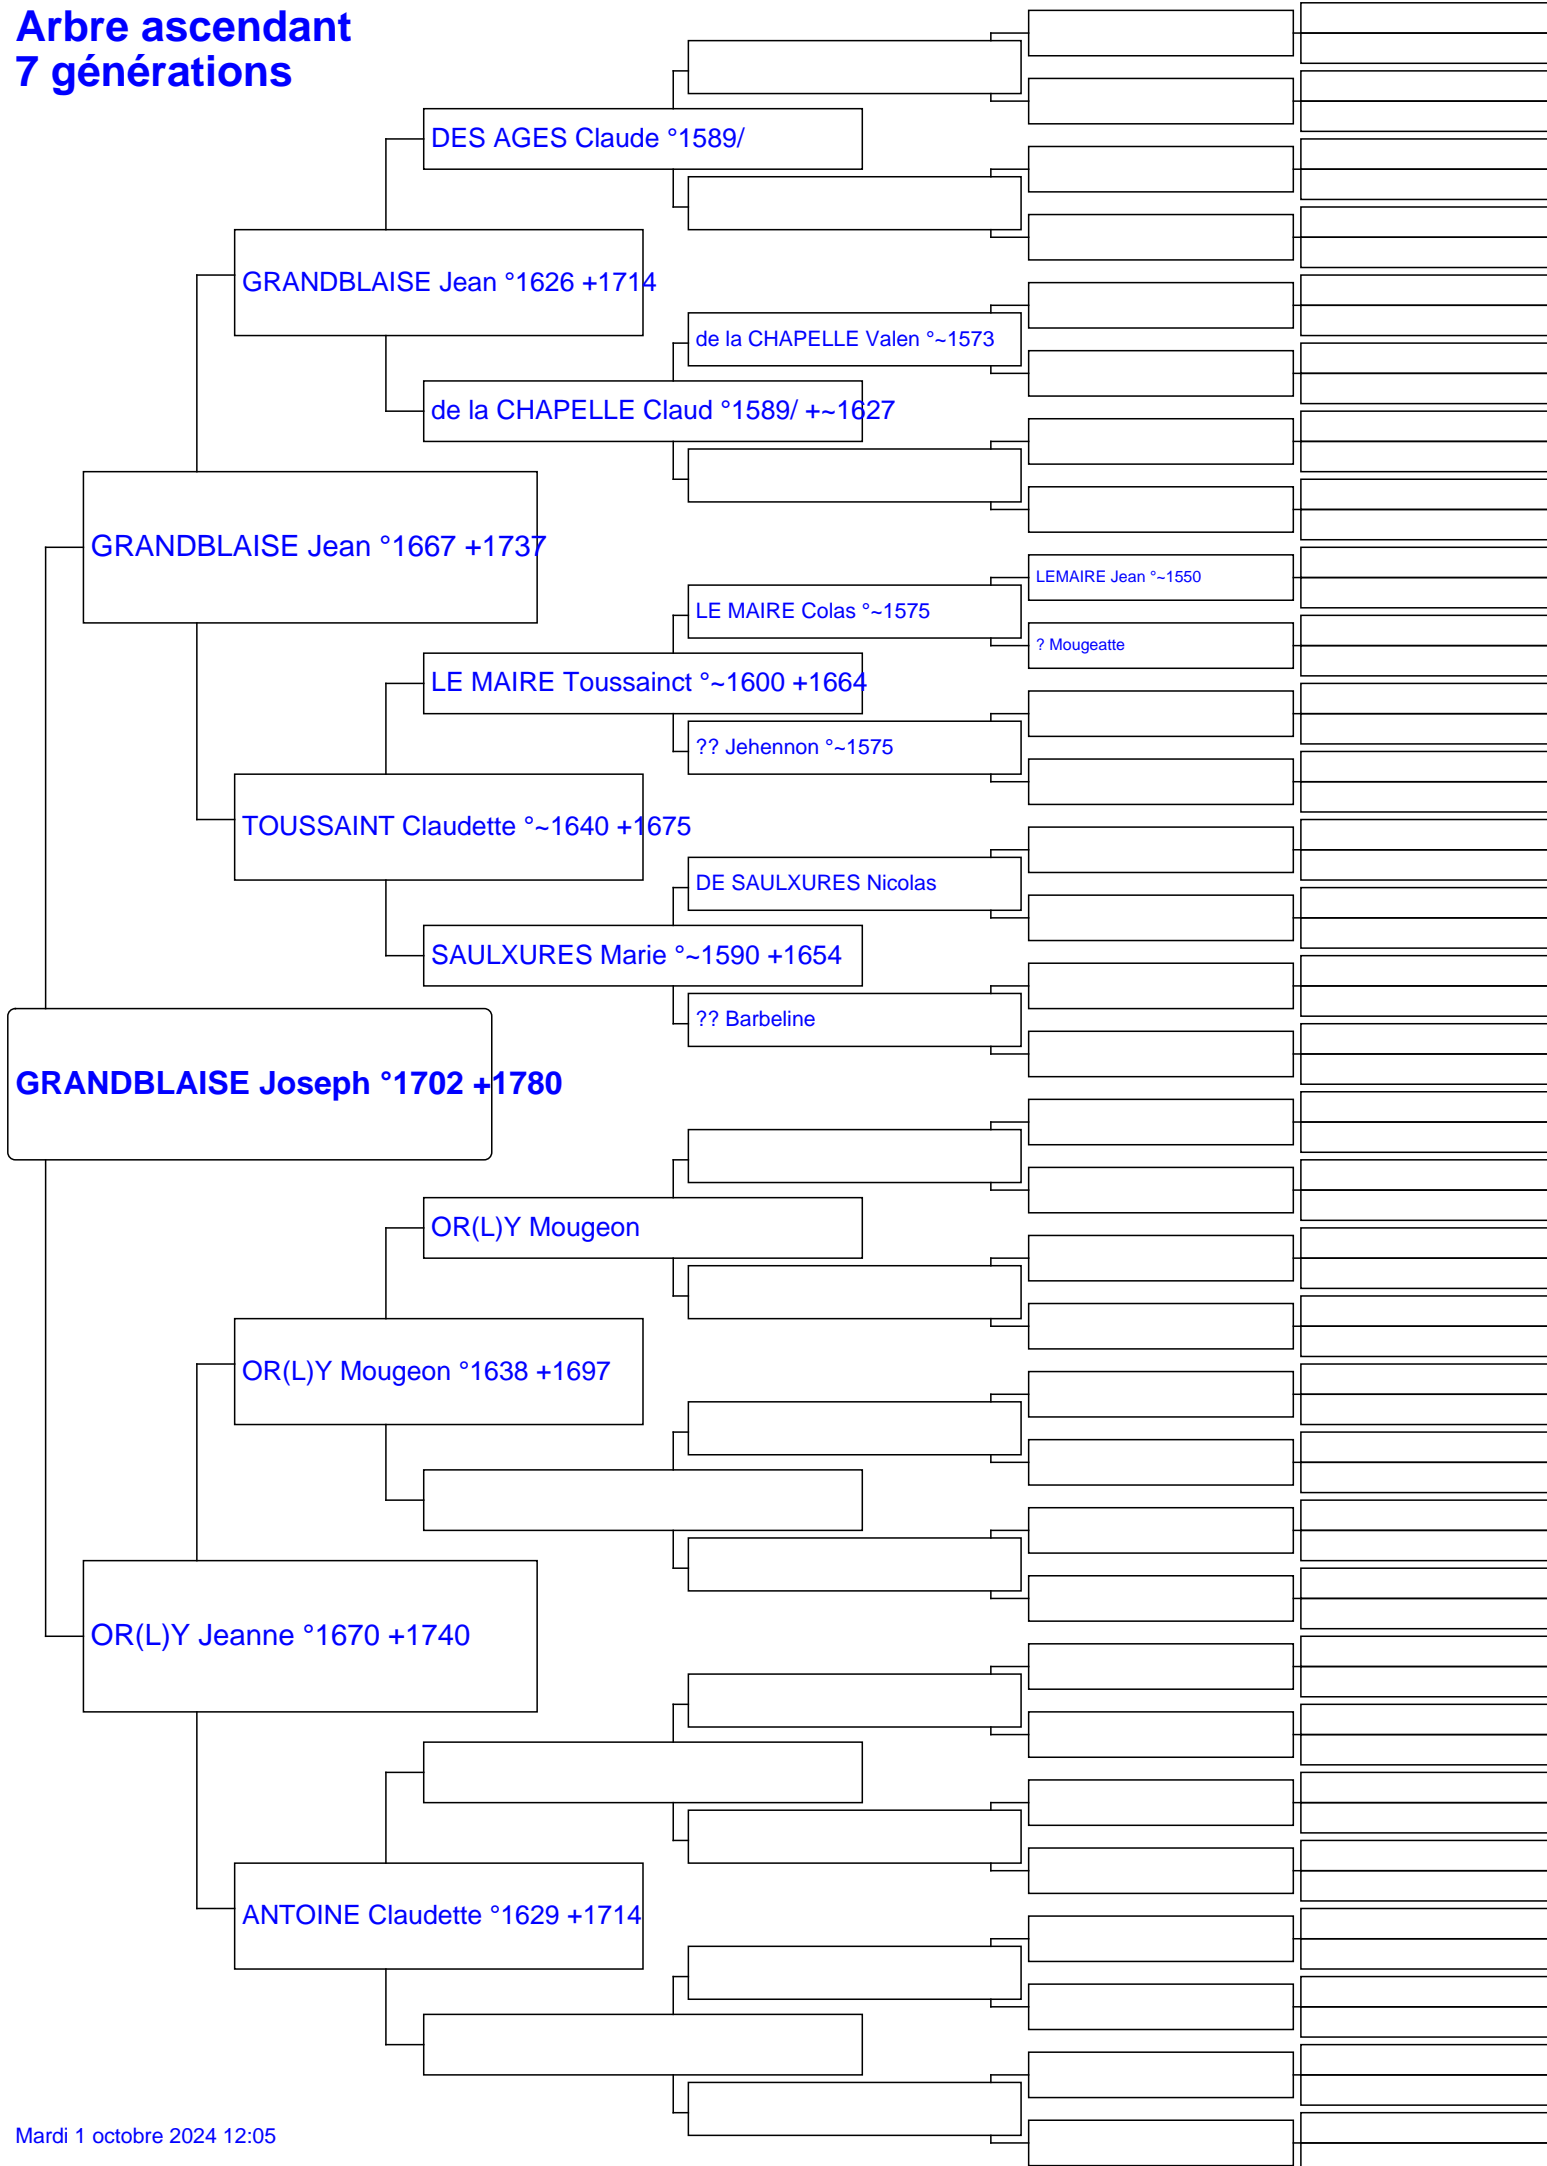 Arbre ascendant
7 générations
DES AGES Claude °1589/
GRANDBLAISE Jean °1626 +1714
de la CHAPELLE Valen °~1573
de la CHAPELLE Claud °1589/ +~1627
GRANDBLAISE Jean °1667 +1737
LEMAIRE Jean °~1550
LE MAIRE Colas °~1575
? Mougeatte
LE MAIRE Toussainct °~1600 +1664
?? Jehennon °~1575
TOUSSAINT Claudette °~1640 +1675
DE SAULXURES Nicolas
SAULXURES Marie °~1590 +1654
?? Barbeline
GRANDBLAISE Joseph °1702 +1780
OR(L)Y Mougeon
OR(L)Y Mougeon °1638 +1697
OR(L)Y Jeanne °1670 +1740
ANTOINE Claudette °1629 +1714
Mardi 1 octobre 2024 12:05